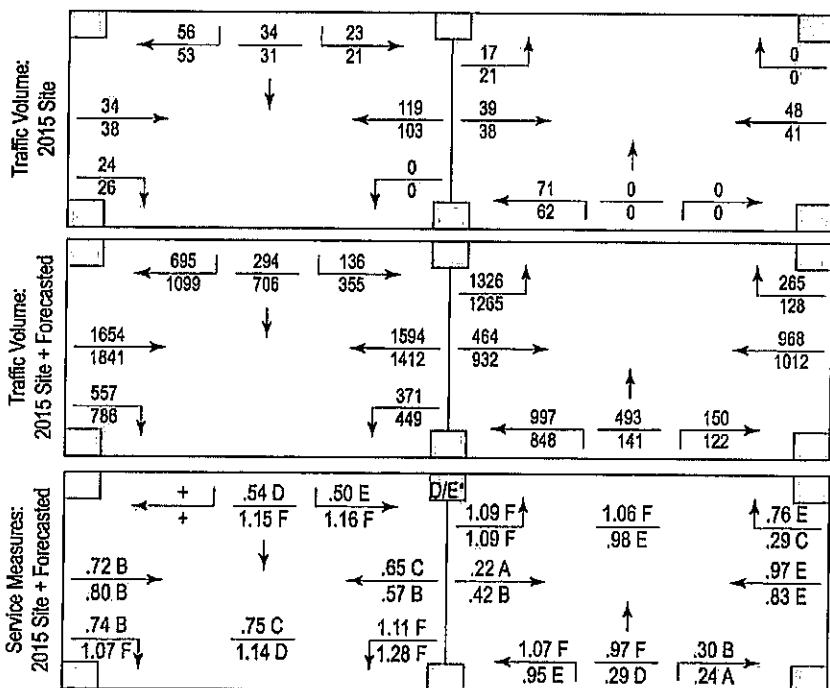 Traffic Volume:
2015 Site
56 34 23
53 31 21
34
38
119
103
24
26
0
0
17
21
0
0
39
38
48
41
71 0 0
62 0 0
Traffic Volume:
2015 Site + Forecasted
695 294 136
1099 706 355
1654
1841
1594
1412
557
786
371
449
1326
1265
265
128
464
932
968
1012
997 493 150
848 141 122
Service Measures:
2015 Site + Forecasted
+ .54 D .50 E
+ 1.15 F 1.16 F
D/E*
.72 B
.80 B
.65 C
.57 B
.74 B
1.07 F
.75 C
1.14 D
1.11 F
1.28 F
1.09 F
1.09 F
1.06 F
.98 E
.76 E
.29 C
.22 A
.42 B
.97 E
.83 E
1.07 F .97 F .30 B
.95 E .29 D .24 A